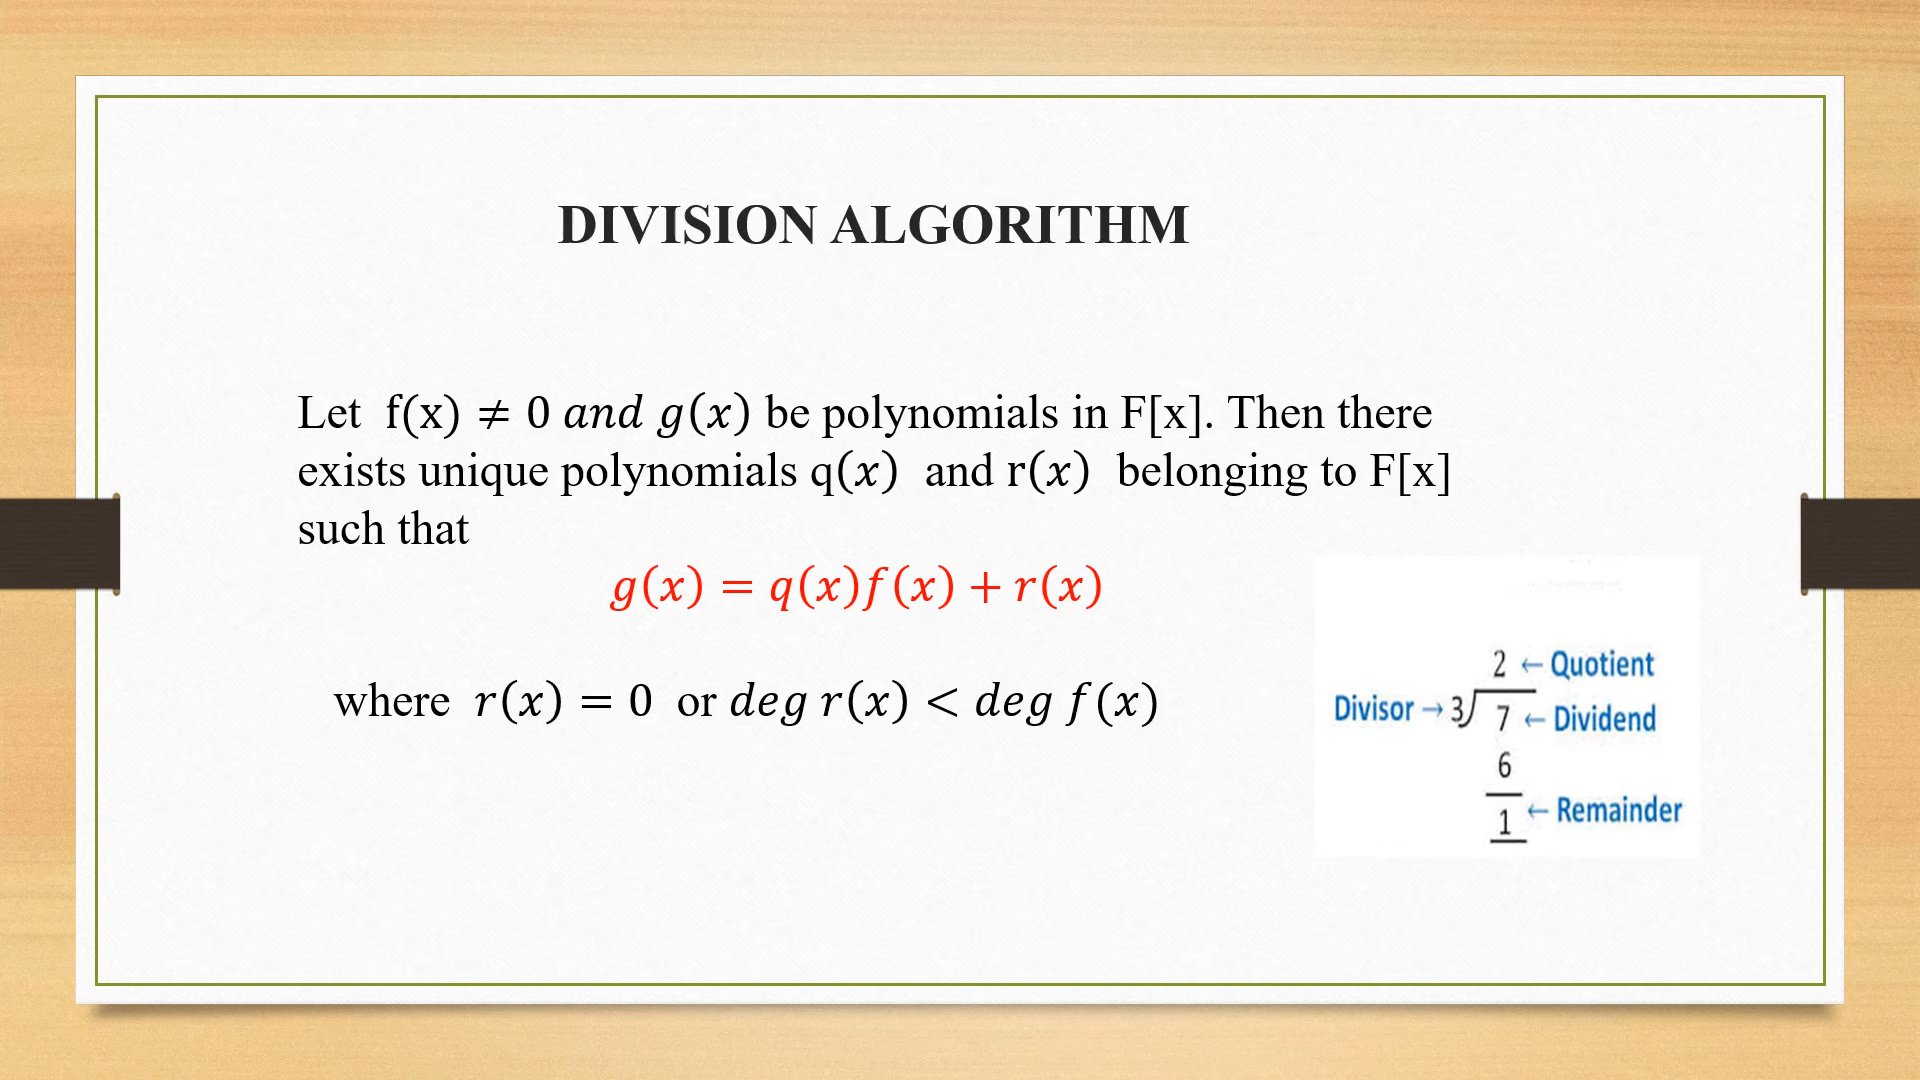 DIVISION ALGORITHM
Let f(x) ≠ 0 and g(x) be polynomials in F[x]. Then there
exists unique polynomials q(x) and r(x) belonging to F[x]
such that
g(x) = q(x)f(x) + r(x)
where r(x) = 0 or deg r(x) < deg f(x)
2 ← Quotient
Divisor → 3 7 ← Dividend
6
1 ← Remainder